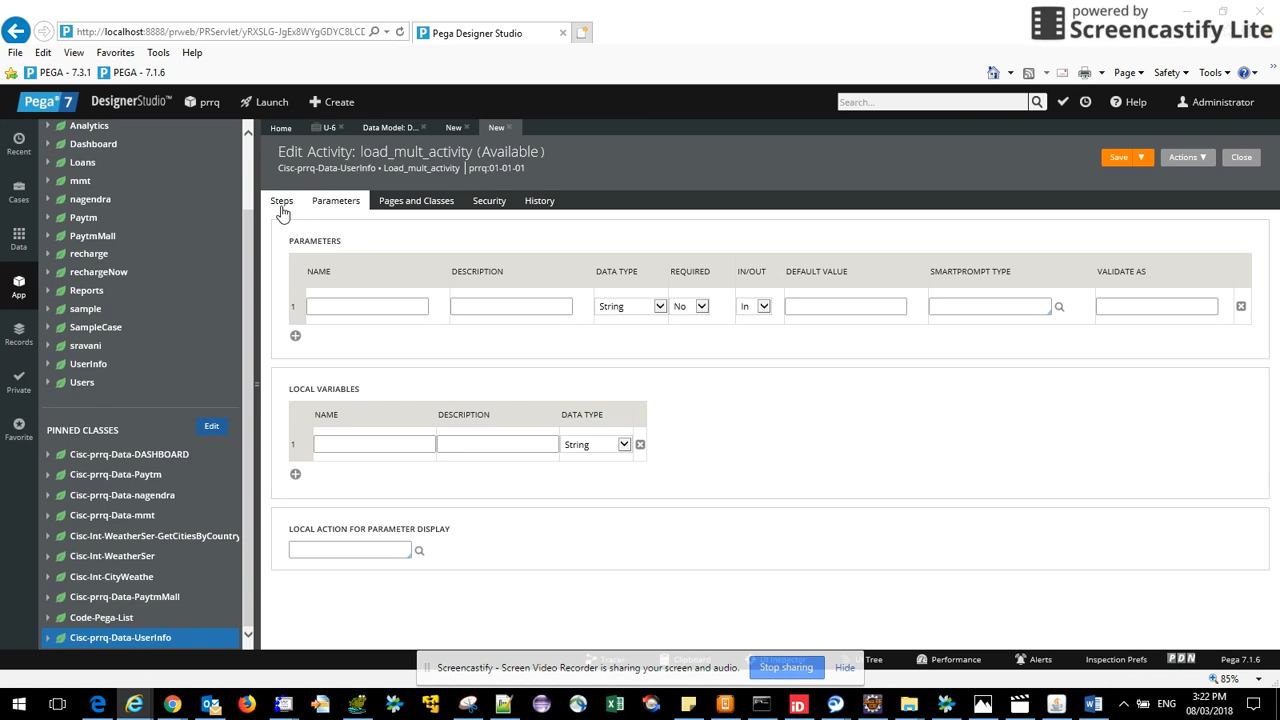 powered by
Screencastify Lite
http://localhost:8888/prweb/PRServlet/yRXSLG-JgEx8WYgGDYC8LCD
Pega Designer Studio
File Edit View Favorites Tools Help
PEGA - 7.3.1 PEGA - 7.1.6
Page Safety Tools
Pega 7 DesignerStudio™ prrq Launch Create Search... Help Administrator
Home U-6 Data Model: D... New New
Recent
Cases
Data
App
Records
Private
Favorite
Analytics
Dashboard
Loans
mmt
nagendra
Paytm
PaytmMall
recharge
rechargeNow
Reports
sample
SampleCase
sravani
UserInfo
Users
PINNED CLASSES Edit
Cisc-prrq-Data-DASHBOARD
Cisc-prrq-Data-Paytm
Cisc-prrq-Data-nagendra
Cisc-prrq-Data-mmt
Cisc-Int-WeatherSer-GetCitiesByCountry
Cisc-Int-WeatherSer
Cisc-Int-CityWeathe
Cisc-prrq-Data-PaytmMall
Code-Pega-List
Cisc-prrq-Data-UserInfo
Edit Activity: load_mult_activity (Available)
Cisc-prrq-Data-UserInfo • Load_mult_activity prrq:01-01-01
Save Actions Close
Steps Parameters Pages and Classes Security History
PARAMETERS
NAME DESCRIPTION DATA TYPE REQUIRED IN/OUT DEFAULT VALUE SMARTPROMPT TYPE VALIDATE AS
1 String No In
LOCAL VARIABLES
NAME DESCRIPTION DATA TYPE
1 String
LOCAL ACTION FOR PARAMETER DISPLAY
Tracer Clipboard UI Inspector UI Tree Performance Alerts Inspection Prefs PDN Pega 7.1.6
Screencastify - Screen Video Recorder is sharing your screen and audio. Stop sharing Hide
85%
ENG
3:22 PM
08/03/2018